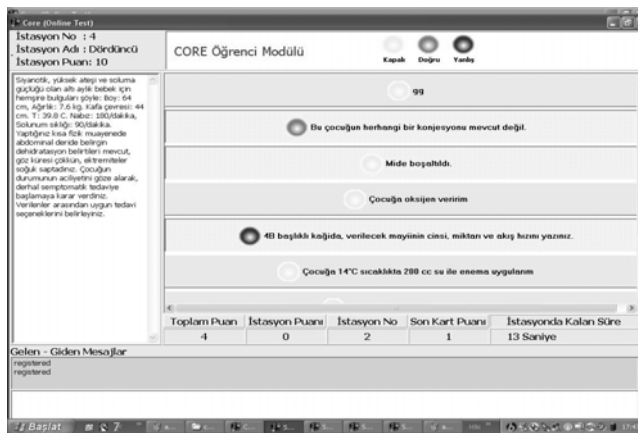 Core (Online Test)
İstasyon No : 4
İstasyon Adı : Dördüncü
İstasyon Puan: 10
CORE Öğrenci Modülü
Kapalı Doğru Yanlış
Siyanotik, yüksek ateşi ve soluma
güçlüğü olan altı aylık bebek için
hemşire bulguları şöyle: Boy: 64
cm, Ağırlık: 7.6 kg. Kafa çevresi: 44
cm. T: 39.8 C. Nabız: 180/dakika,
Solunum sıklığı: 90/dakika.
Yaptığınız kısa fizik muayenede
abdominal deride belirgin
dehidratasyon belirtileri mevcut,
göz küresi çökkün, ektremiteler
soğuk saptadınız. Çocuğun
durumunun aciliyetini göze alarak,
derhal semptomatik tedaviye
başlamaya karar verdiniz.
Verilenler arasından uygun tedavi
seçeneklerini belirleyiniz.
99
Bu çocuğun herhangi bir konjesyonu mevcut değil.
Mide boşaltıldı.
Çocuğa oksijen veririm
4B başlıklı kağıda, verilecek mayiinin cinsi, miktarı ve akış hızını yazınız.
Çocuğa 14°C sıcaklıkta 200 cc su ile enema uygularım
Toplam Puan İstasyon Puanı İstasyon No Son Kart Puanı İstasyonda Kalan Süre
4 0 2 1 13 Saniye
Gelen - Giden Mesajlar
registered
registered
Başlat